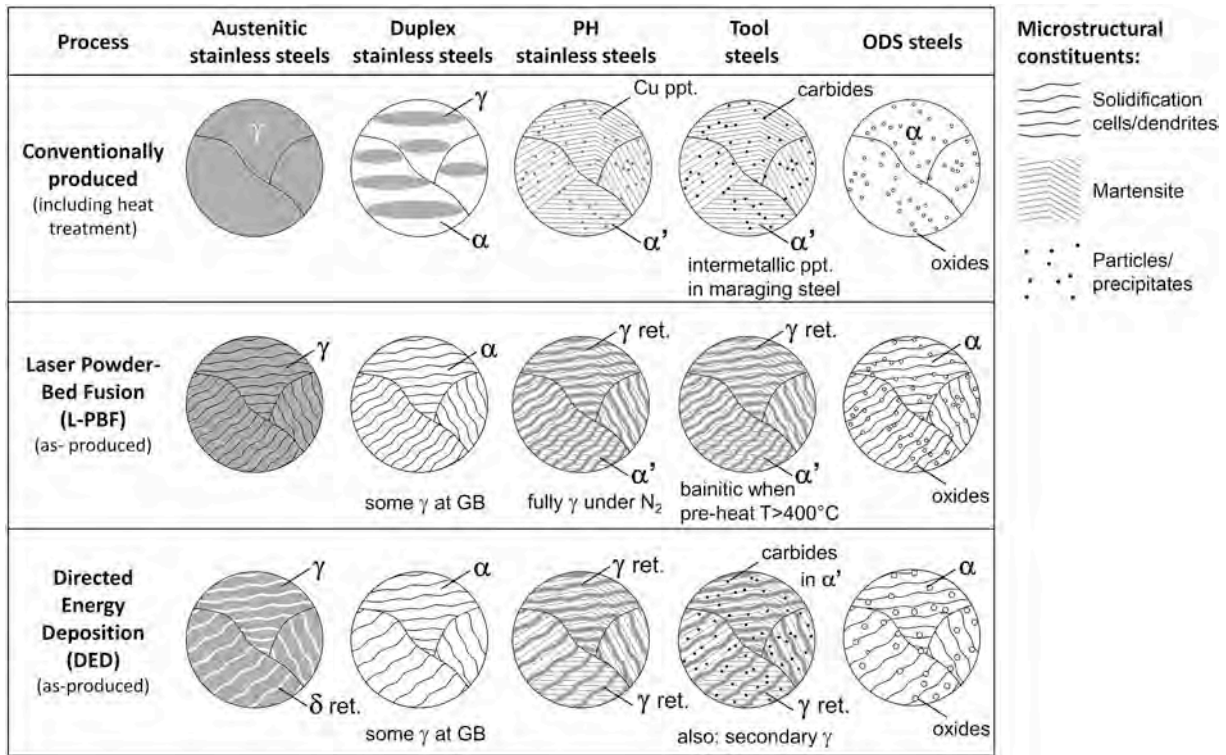 Process
Austenitic
stainless steels
Duplex
stainless steels
PH
stainless steels
Tool
steels
ODS steels
Microstructural
constituents:
Solidification
cells/dendrites
Martensite
Particles/
precipitates
Conventionally
produced
(including heat
treatment)
γ
γ
α
Cu ppt.
α’
carbides
α’
intermetallic ppt.
in maraging steel
α
oxides
Laser Powder-
Bed Fusion
(L-PBF)
(as- produced)
γ
α
some γ at GB
γ ret.
α’
fully γ under N₂
γ ret.
α’
bainitic when
pre-heat T>400°C
α
oxides
Directed
Energy
Deposition
(DED)
(as-produced)
γ
δ ret.
α
some γ at GB
γ ret.
γ ret.
carbides
in α’
γ ret.
also; secondary γ
α
oxides